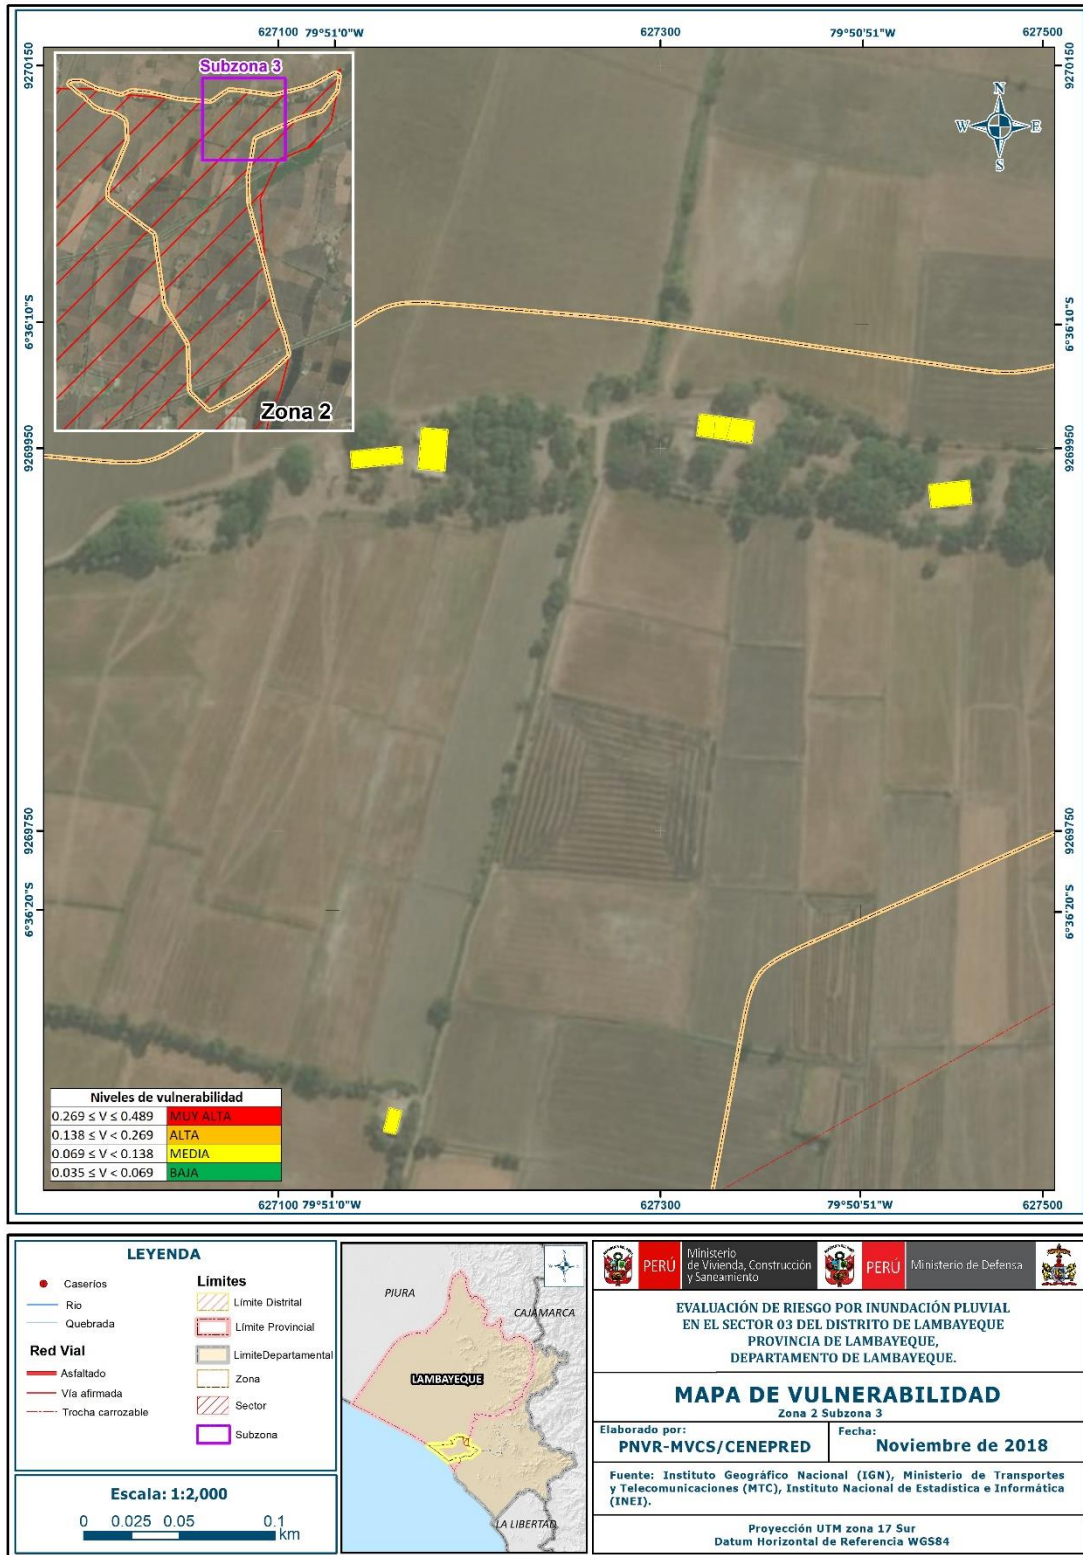 627100 79°51'0"W 627300 79°50'51"W 627500
9270150 9270150
Subzona 3
N
W E
S
6°36'10"S 6°36'10"S
Zona 2
9269950 9269950
9269750 9269750
6°36'20"S 6°36'20"S
Niveles de vulnerabilidad
0.269 ≤ V ≤ 0.489 MUY ALTA
0.138 ≤ V < 0.269 ALTA
0.069 ≤ V < 0.138 MEDIA
0.035 ≤ V < 0.069 BAJA
627100 79°51'0"W 627300 79°50'51"W 627500
LEYENDA
Caseríos
Rio
Quebrada
Red Vial
Asfaltado
Vía afirmada
Trocha carrozable
Límites
Límite Distrital
Límite Provincial
LimiteDepartamental
Zona
Sector
Subzona
Escala: 1:2,000
0 0.025 0.05 0.1
km
PIURA
CAJAMARCA
LAMBAYEQUE
LA LIBERTAD
PERÚ
Ministerio
de Vivienda, Construcción
y Saneamiento
PERÚ
Ministerio de Defensa
EVALUACIÓN DE RIESGO POR INUNDACIÓN PLUVIAL
EN EL SECTOR 03 DEL DISTRITO DE LAMBAYEQUE
PROVINCIA DE LAMBAYEQUE,
DEPARTAMENTO DE LAMBAYEQUE.
MAPA DE VULNERABILIDAD
Zona 2 Subzona 3
Elaborado por:
PNVR-MVCS/CENEPRED
Fecha:
Noviembre de 2018
Fuente: Instituto Geográfico Nacional (IGN), Ministerio de Transportes
y Telecomunicaciones (MTC), Instituto Nacional de Estadística e Informática
(INEI).
Proyección UTM zona 17 Sur
Datum Horizontal de Referencia WGS84